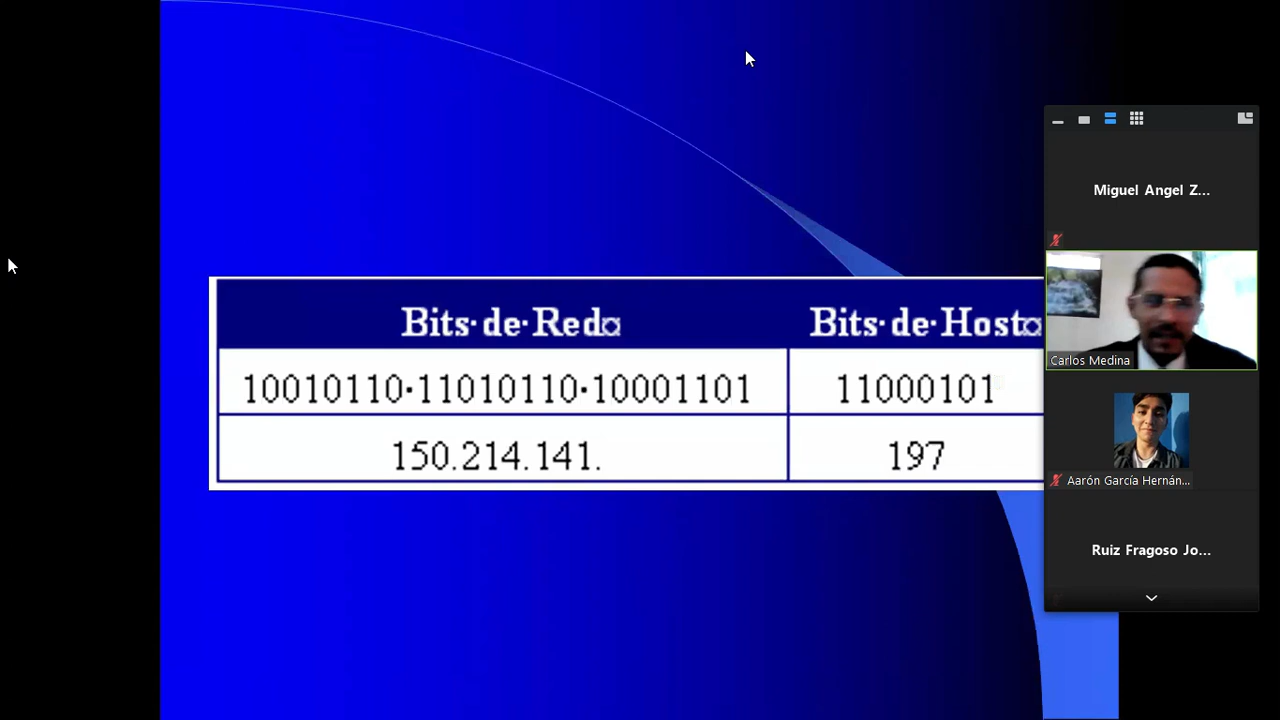 Bits·de·Red¤
Bits·de·Host¤
10010110·11010110·10001101
11000101
150.214.141.
197
Miguel Angel Z...
Carlos Medina
Aarón García Hernán...
Ruiz Fragoso Jo...